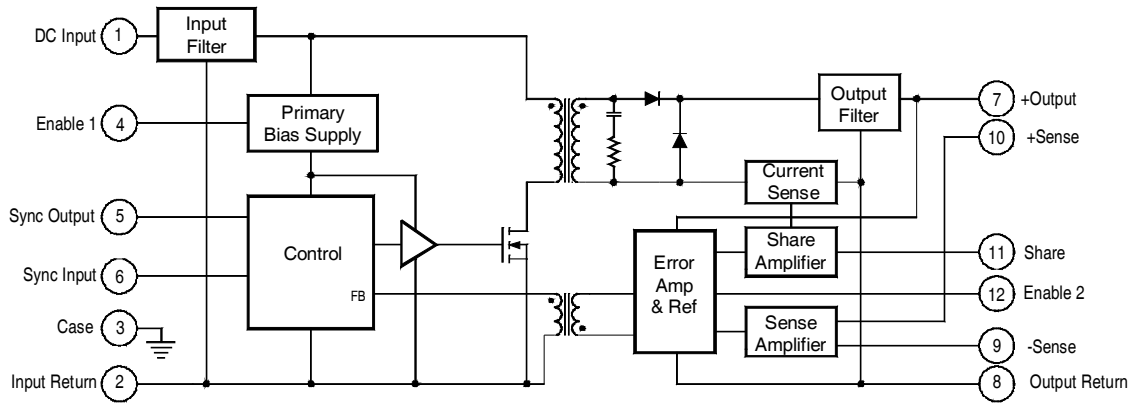 DC Input
1
Input
Filter
Enable 1
4
Primary
Bias Supply
Sync Output
5
Sync Input
6
Control
FB
Case
3
Input Return
2
Output
Filter
7
+Output
10
+Sense
Current
Sense
Share
Amplifier
11
Share
Error
Amp
& Ref
12
Enable 2
Sense
Amplifier
9
-Sense
8
Output Return